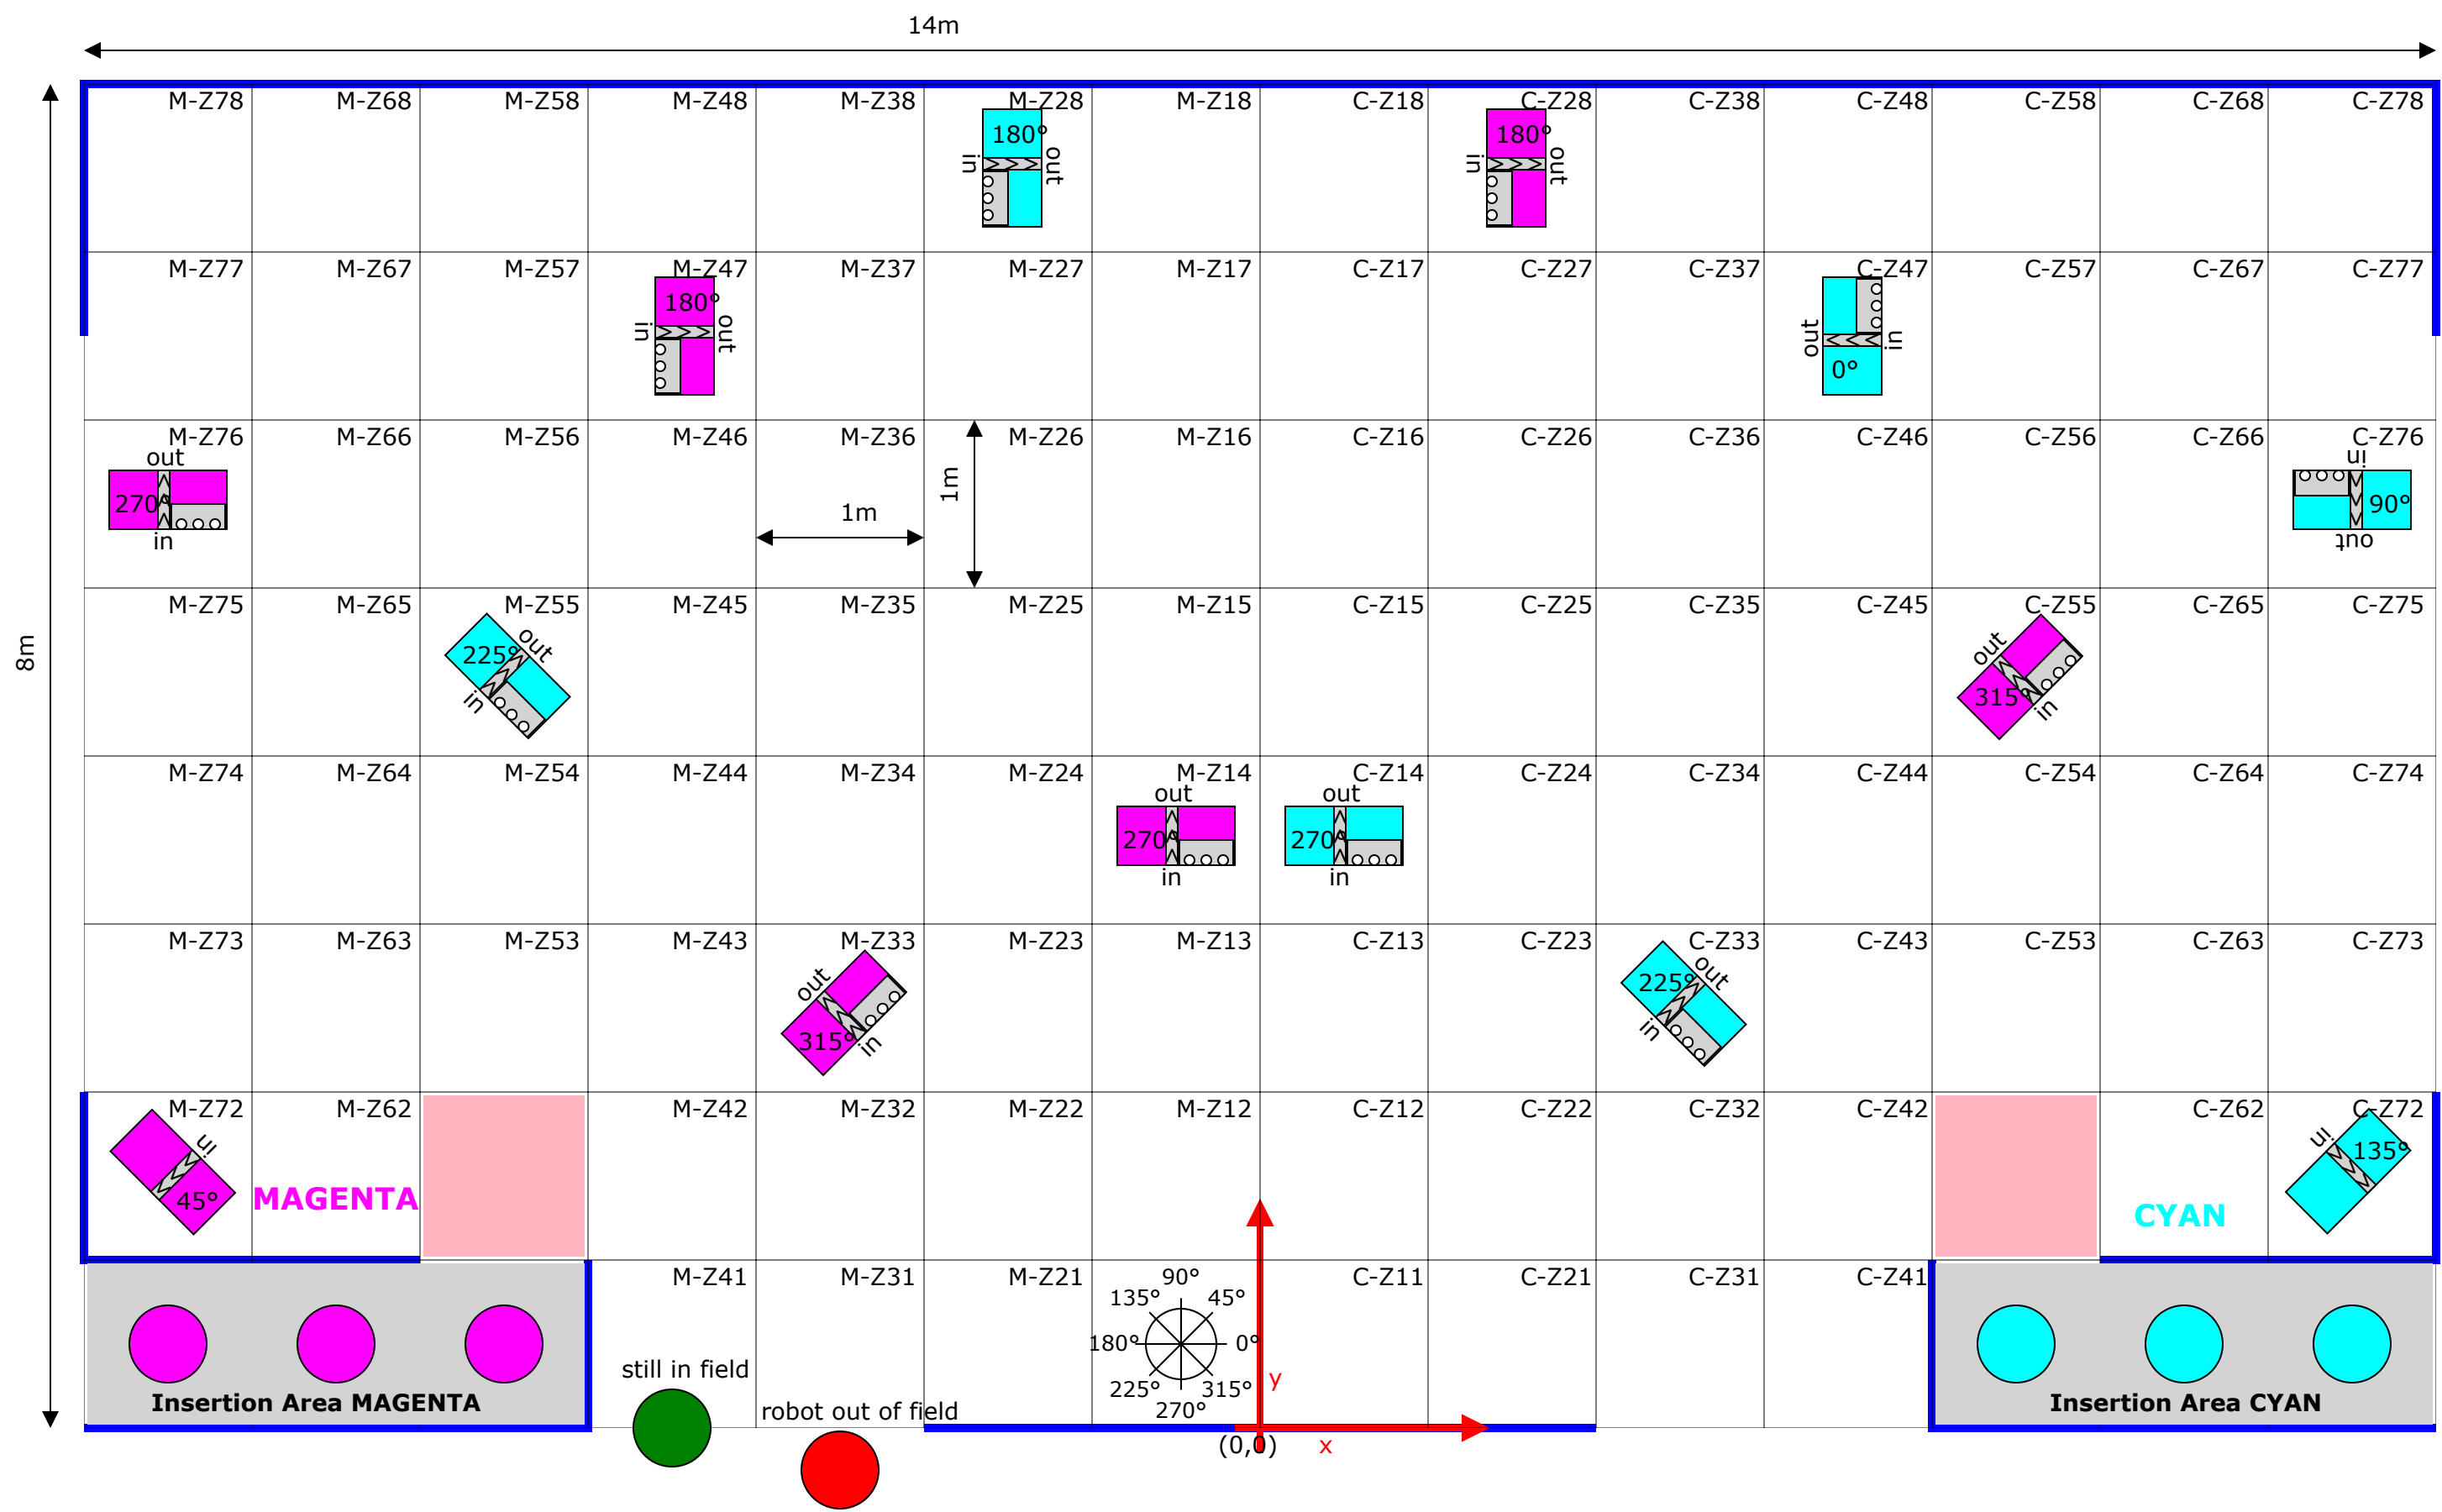 14m
8m
M-Z78 M-Z68 M-Z58 M-Z48 M-Z38 M-Z28 M-Z18 C-Z18 C-Z28 C-Z38 C-Z48 C-Z58 C-Z68 C-Z78
180° 180°
in out in out
M-Z77 M-Z67 M-Z57 M-Z47 M-Z37 M-Z27 M-Z17 C-Z17 C-Z27 C-Z37 C-Z47 C-Z57 C-Z67 C-Z77
180°
in out out in
0°
M-Z76 M-Z66 M-Z56 M-Z46 M-Z36 M-Z26 M-Z16 C-Z16 C-Z26 C-Z36 C-Z46 C-Z56 C-Z66 C-Z76
out in
270° 1m 1m 90°
in out
M-Z75 M-Z65 M-Z55 M-Z45 M-Z35 M-Z25 M-Z15 C-Z15 C-Z25 C-Z35 C-Z45 C-Z55 C-Z65 C-Z75
out out
225° 315°
in in
M-Z74 M-Z64 M-Z54 M-Z44 M-Z34 M-Z24 M-Z14 C-Z14 C-Z24 C-Z34 C-Z44 C-Z54 C-Z64 C-Z74
out out
270° 270°
in in
M-Z73 M-Z63 M-Z53 M-Z43 M-Z33 M-Z23 M-Z13 C-Z13 C-Z23 C-Z33 C-Z43 C-Z53 C-Z63 C-Z73
out out
315° 225°
in in
M-Z72 M-Z62 M-Z42 M-Z32 M-Z22 M-Z12 C-Z12 C-Z22 C-Z32 C-Z42 C-Z62 C-Z72
in in
45° 135°
MAGENTA CYAN
M-Z41 M-Z31 M-Z21 C-Z11 C-Z21 C-Z31 C-Z41
90°
135° 45°
180° 0°
225° 315°
270°
y
still in field
robot out of field
Insertion Area MAGENTA Insertion Area CYAN
(0,0) x